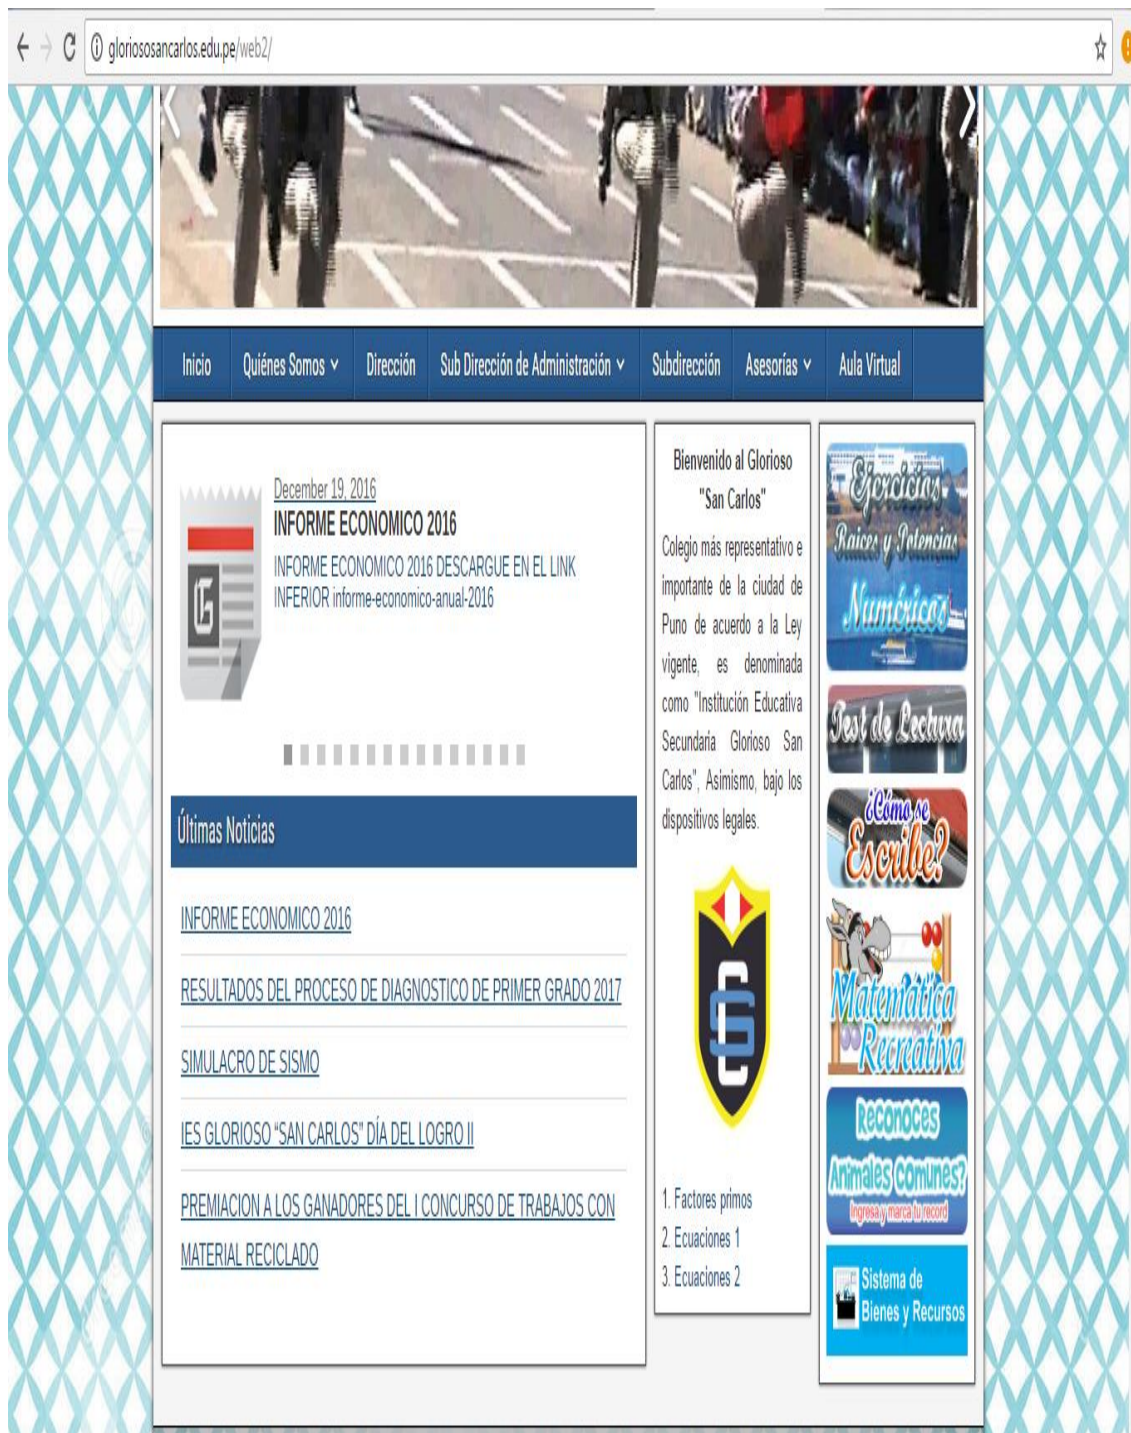 gloriososancarlos.edu.pe/web2/
Inicio
Quiénes Somos
Dirección
Sub Dirección de Administración
Subdirección
Asesorías
Aula Virtual
December 19, 2016
INFORME ECONOMICO 2016
INFORME ECONOMICO 2016 DESCARGUE EN EL LINK
INFERIOR informe-economico-anual-2016
Últimas Noticias
INFORME ECONOMICO 2016
RESULTADOS DEL PROCESO DE DIAGNOSTICO DE PRIMER GRADO 2017
SIMULACRO DE SISMO
IES GLORIOSO “SAN CARLOS” DÍA DEL LOGRO II
PREMIACION A LOS GANADORES DEL I CONCURSO DE TRABAJOS CON
MATERIAL RECICLADO
Bienvenido al Glorioso
"San Carlos"
Colegio más representativo e
importante de la ciudad de
Puno de acuerdo a la Ley
vigente, es denominada
como "Institución Educativa
Secundaria Glorioso San
Carlos", Asimismo, bajo los
dispositivos legales.
1. Factores primos
2. Ecuaciones 1
3. Ecuaciones 2
Ejercicios
Raices y Potencias
Numéricos
Test de Lectura
¿Cómo se
Escribe?
Matemática
Recreativa
Reconoces
Animales comunes?
Ingresa y marca tu record
Sistema de
Bienes y Recursos